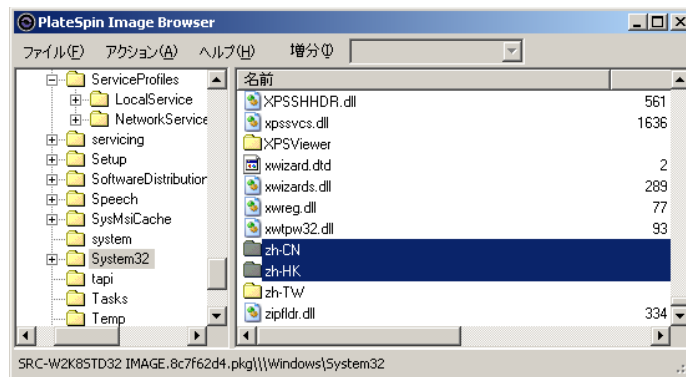 PlateSpin Image Browser
ファイル(F) アクション(A) ヘルプ(H) 増分(I)
ServiceProfiles
LocalService
NetworkService
servicing
Setup
SoftwareDistribution
Speech
SysMsiCache
system
System32
tapi
Tasks
Temp
名前
XPSSHHDR.dll 561
xpssvcs.dll 1636
XPSViewer
xwizard.dtd 2
xwizards.dll 289
xwreg.dll 77
xwtpw32.dll 93
zh-CN
zh-HK
zh-TW
zipfldr.dll 334
SRC-W2K8STD32 IMAGE.8c7f62d4.pkg\\\Windows\System32